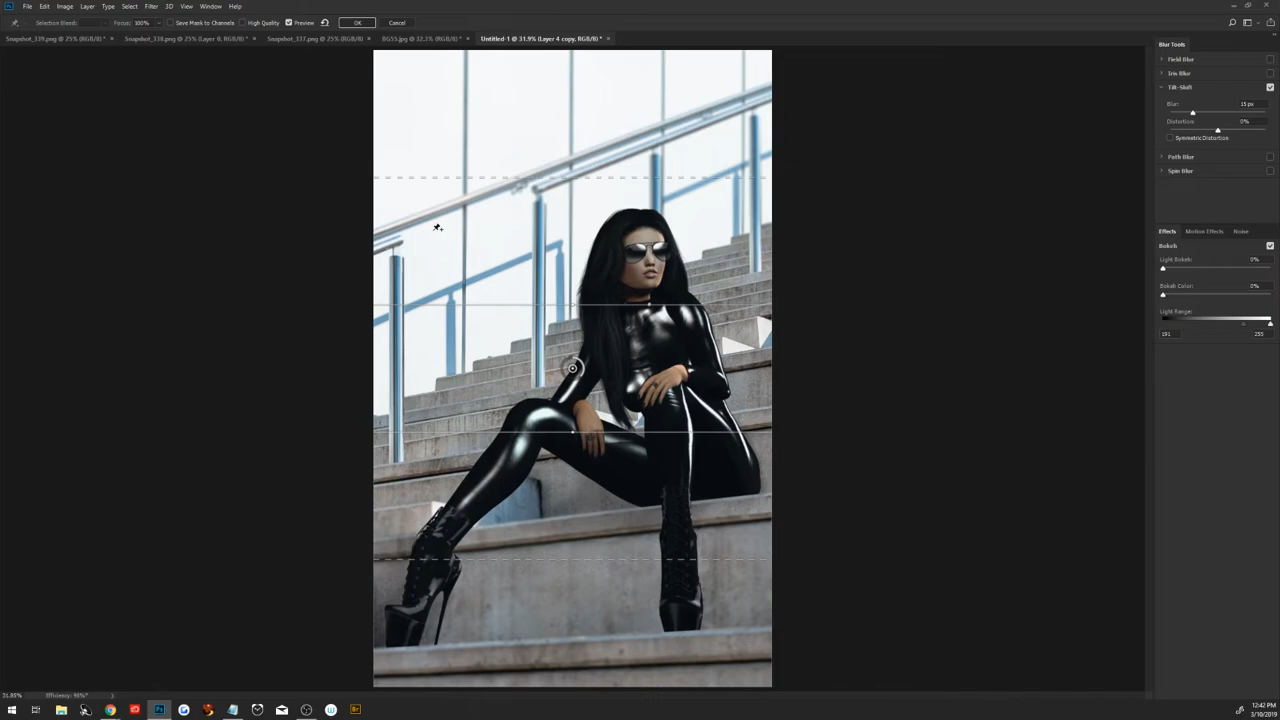 File Edit Image Layer Type Select Filter 3D View Window Help
Selection Bleed: Focus: 100% Save Mask to Channels High Quality Preview OK Cancel
Snapshot_339.png @ 25% (RGB/8) * × Snapshot_338.png @ 25% (Layer 0, RGB/8) * × Snapshot_337.png @ 25% (RGB/8) * × BG55.jpg @ 32.3% (RGB/8) * × Untitled-1 @ 31.9% (Layer 4 copy, RGB/8) * ×
Blur Tools
Field Blur
Iris Blur
Tilt-Shift
Blur: 15 px
Distortion: 0%
Symmetric Distortion
Path Blur
Spin Blur
Effects Motion Effects Noise
Bokeh
Light Bokeh: 0%
Bokeh Color: 0%
Light Range:
191 255
31.85% Efficiency: 98%*
12:42 PM
3/10/2019